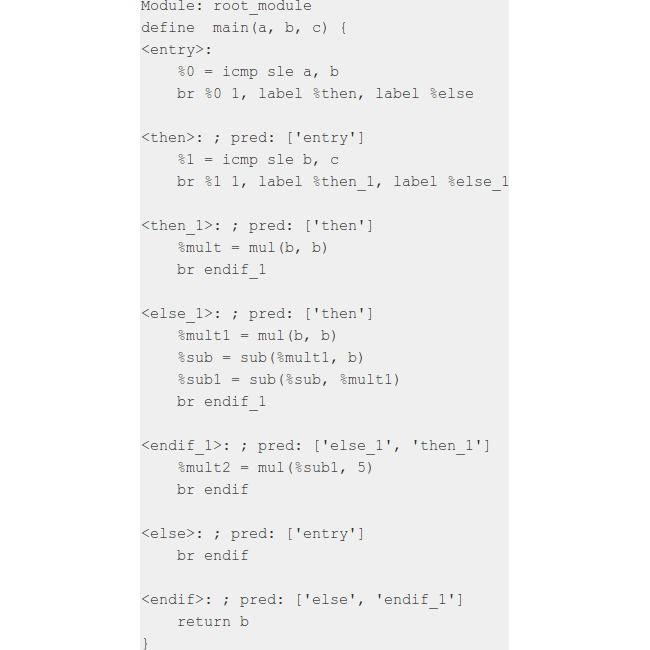 Module: root_module
define  main(a, b, c) {
<entry>:
    %0 = icmp sle a, b
    br %0 1, label %then, label %else

<then>: ; pred: ['entry']
    %1 = icmp sle b, c
    br %1 1, label %then_1, label %else_1

<then_1>: ; pred: ['then']
    %mult = mul(b, b)
    br endif_1

<else_1>: ; pred: ['then']
    %mult1 = mul(b, b)
    %sub = sub(%mult1, b)
    %sub1 = sub(%sub, %mult1)
    br endif_1

<endif_1>: ; pred: ['else_1', 'then_1']
    %mult2 = mul(%sub1, 5)
    br endif

<else>: ; pred: ['entry']
    br endif

<endif>: ; pred: ['else', 'endif_1']
    return b
}